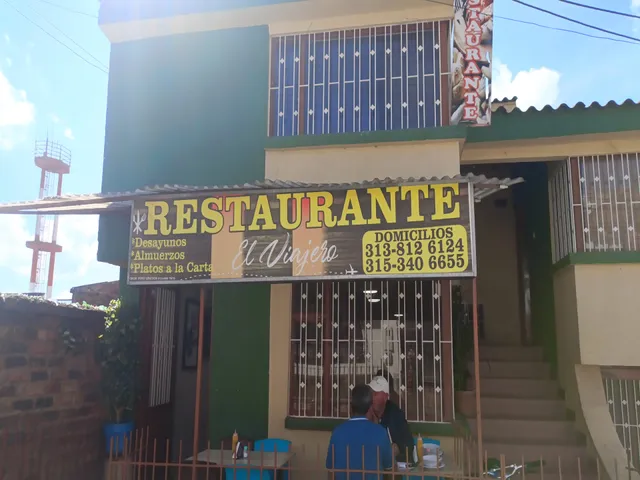 RESTAURANTE
RESTAURANTE
*Desayunos
*Almuerzos
*Platos a la Carta
El Viajero
DOMICILIOS
313-812 6124
315-340 6655